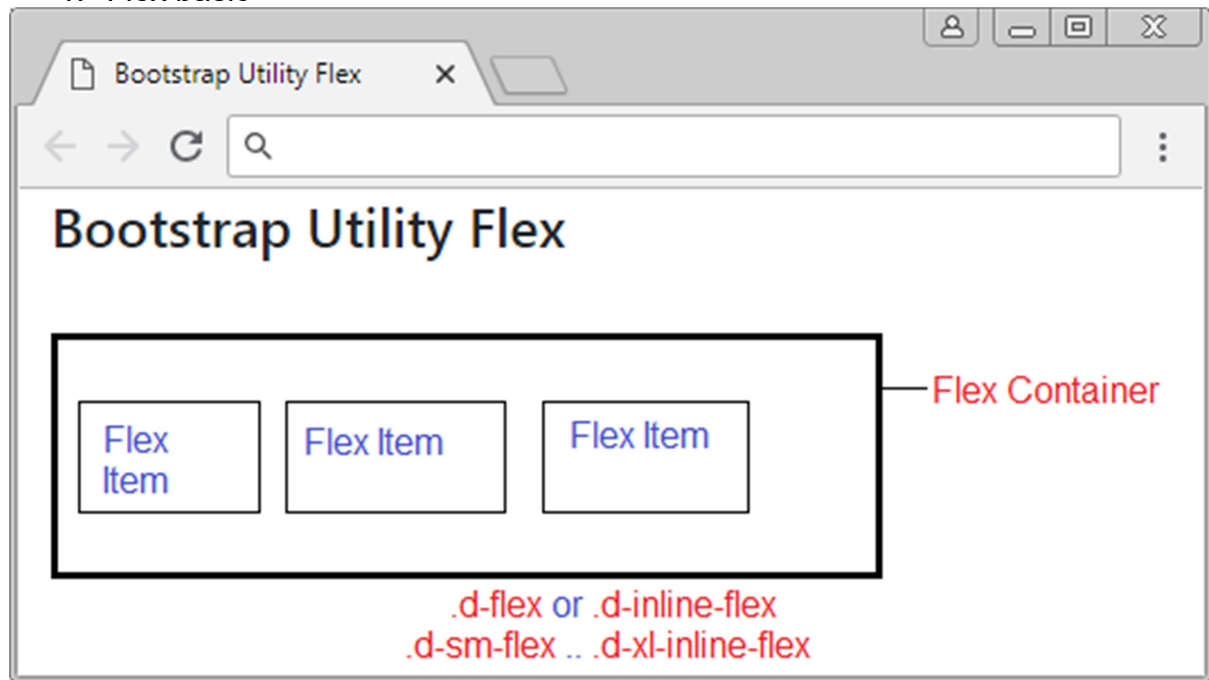 Bootstrap Utility Flex
Bootstrap Utility Flex
Flex Container
Flex
Item
Flex Item
Flex Item
.d-flex or .d-inline-flex
.d-sm-flex .. .d-xl-inline-flex